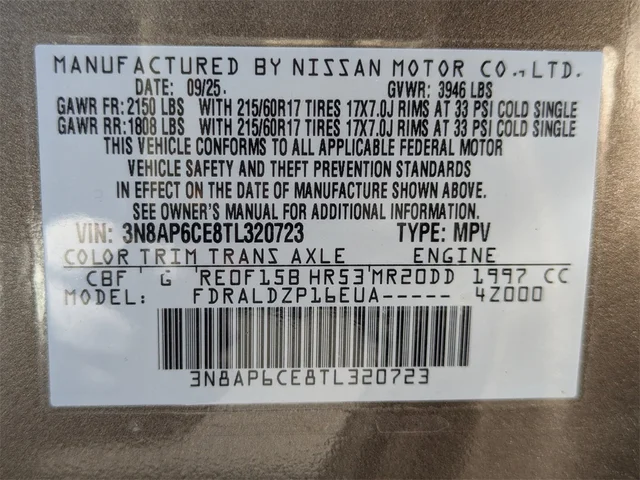 MANUFACTURED BY NISSAN MOTOR CO., LTD.
DATE: 09/25. GVWR: 3946 LBS
GAWR FR: 2150 LBS WITH 215/60R17 TIRES 17X7.0J RIMS AT 33 PSI COLD SINGLE
GAWR RR: 1808 LBS WITH 215/60R17 TIRES 17X7.0J RIMS AT 33 PSI COLD SINGLE
THIS VEHICLE CONFORMS TO ALL APPLICABLE FEDERAL MOTOR
VEHICLE SAFETY AND THEFT PREVENTION STANDARDS
IN EFFECT ON THE DATE OF MANUFACTURE SHOWN ABOVE.
SEE OWNER'S MANUAL FOR ADDITIONAL INFORMATION
VIN: 3N8AP6CE8TL320723 TYPE: MPV
COLOR TRIM TRANS AXLE ENGINE
CBF G RE0F15B HR53 MR20DD 1997 CC
MODEL: FDRALDZP16EUA----- 4Z000
3N8AP6CE8TL320723